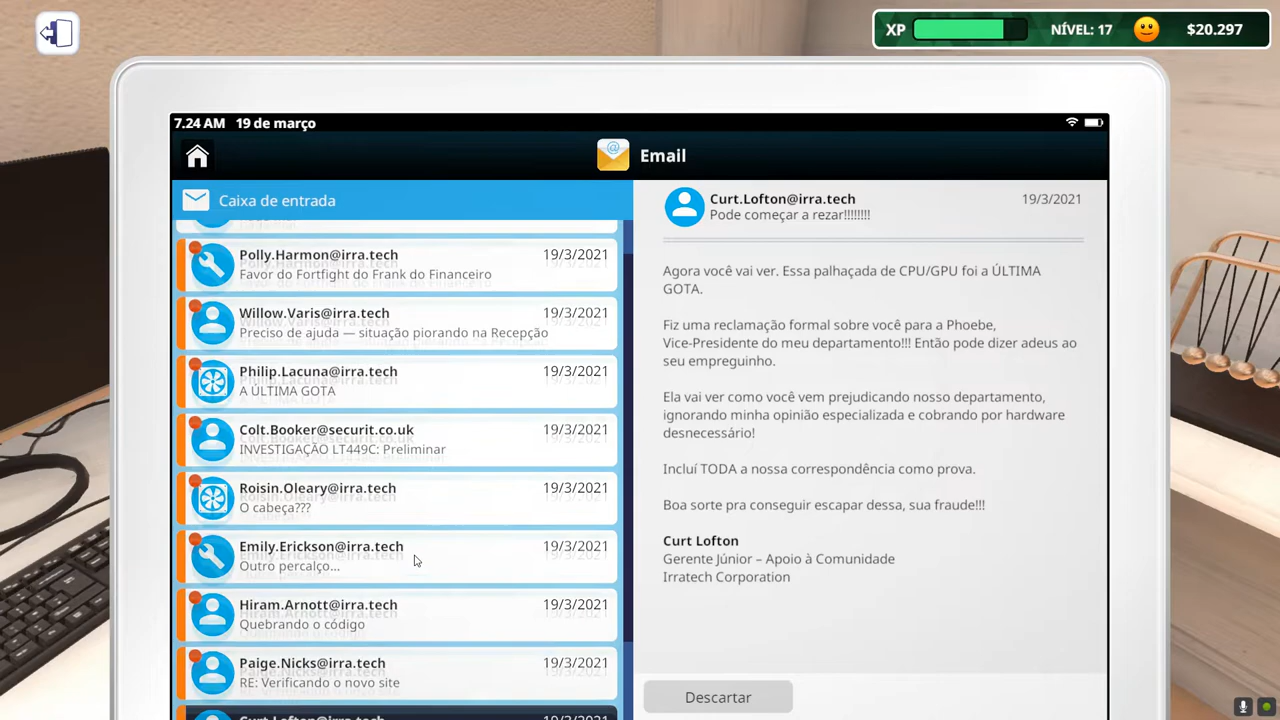 XP NÍVEL: 17 $20.297
7.24 AM 19 de março
Email
Caixa de entrada
Polly.Harmon@irra.tech 19/3/2021
Favor do Fortfight do Frank do Financeiro
Willow.Varis@irra.tech 19/3/2021
Preciso de ajuda — situação piorando na Recepção
Philip.Lacuna@irra.tech 19/3/2021
A ÚLTIMA GOTA
Colt.Booker@securit.co.uk 19/3/2021
INVESTIGAÇÃO LT449C: Preliminar
Roisin.Oleary@irra.tech 19/3/2021
O cabeça???
Emily.Erickson@irra.tech 19/3/2021
Outro percalço...
Hiram.Arnott@irra.tech 19/3/2021
Quebrando o código
Paige.Nicks@irra.tech 19/3/2021
RE: Verificando o novo site
Curt.Lofton@irra.tech 19/3/2021
Curt.Lofton@irra.tech 19/3/2021
Pode começar a rezar!!!!!!!!
Agora você vai ver. Essa palhaçada de CPU/GPU foi a ÚLTIMA
GOTA.
Fiz uma reclamação formal sobre você para a Phoebe,
Vice-Presidente do meu departamento!!! Então pode dizer adeus ao
seu empreguinho.
Ela vai ver como você vem prejudicando nosso departamento,
ignorando minha opinião especializada e cobrando por hardware
desnecessário!
Incluí TODA a nossa correspondência como prova.
Boa sorte pra conseguir escapar dessa, sua fraude!!!
Curt Lofton
Gerente Júnior – Apoio à Comunidade
Irratech Corporation
Descartar